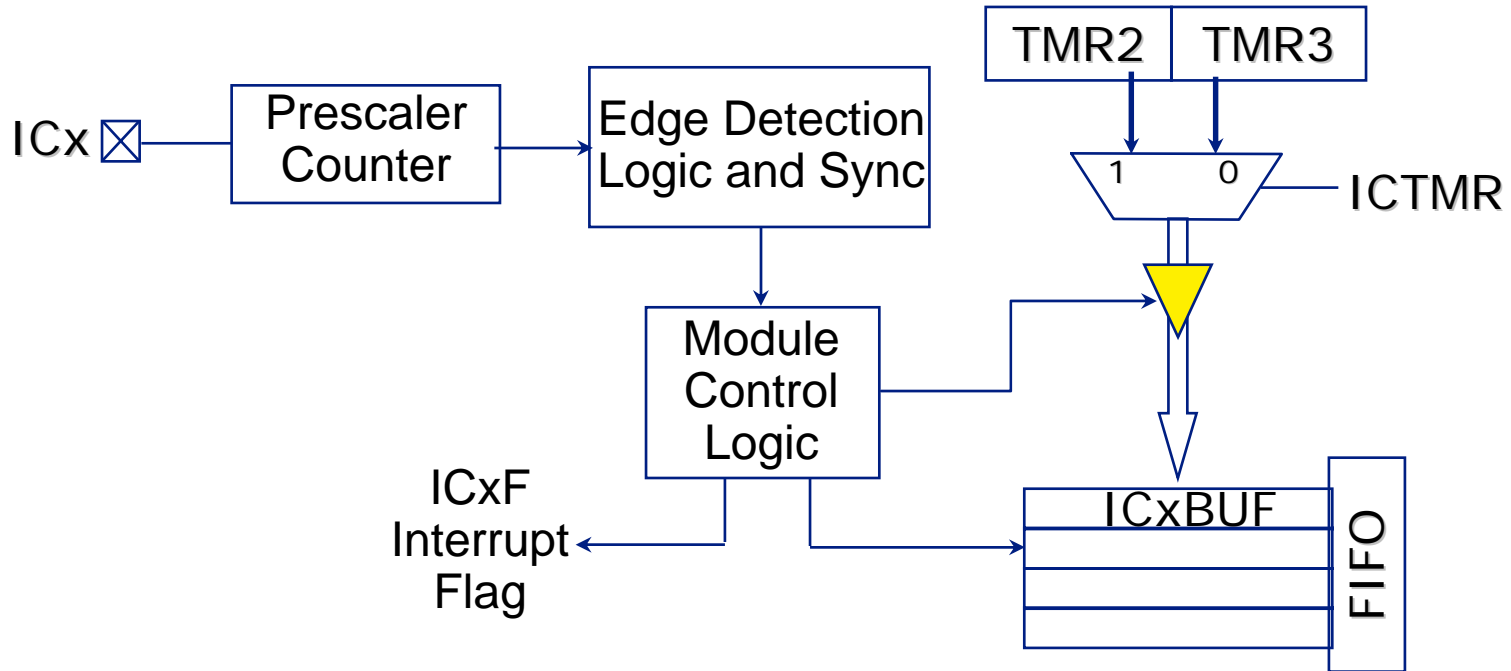 TMR2 TMR3
ICx
Prescaler
Counter
Edge Detection
Logic and Sync
1 0
ICTMR
Module
Control
Logic
ICxF
Interrupt
Flag
ICxBUF
FIFO